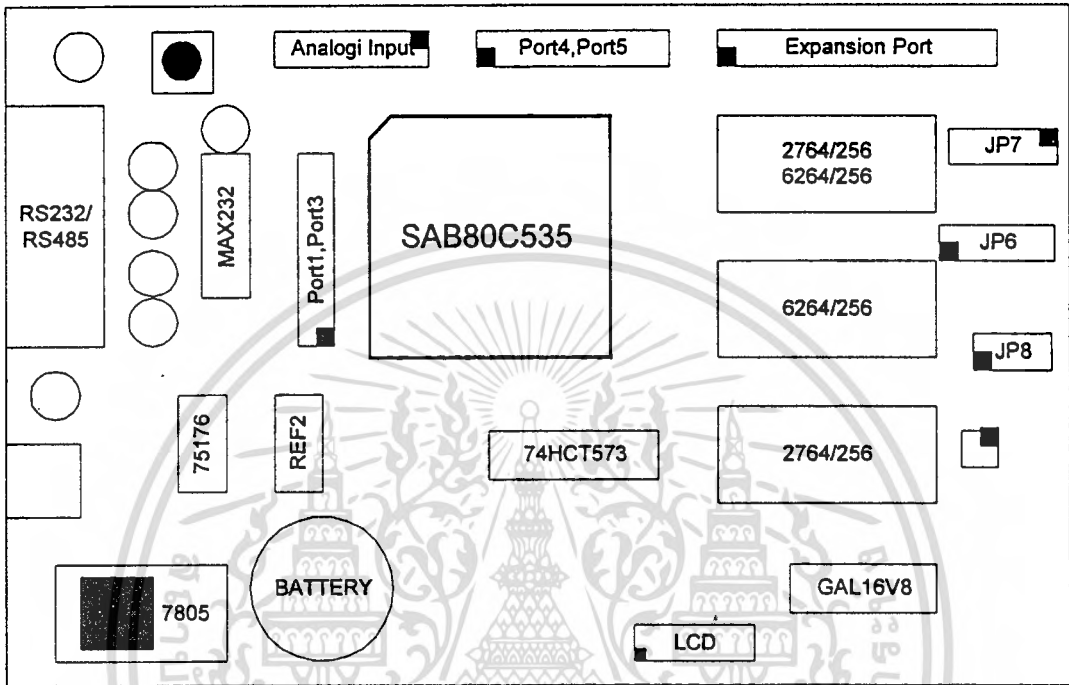 Analogi Input
Port4,Port5
Expansion Port
RS232/
RS485
MAX232
Port1,Port3
SAB80C535
2764/256
6264/256
JP7
JP6
6264/256
JP8
75176
REF2
74HCT573
2764/256
7805
BATTERY
GAL16V8
LCD